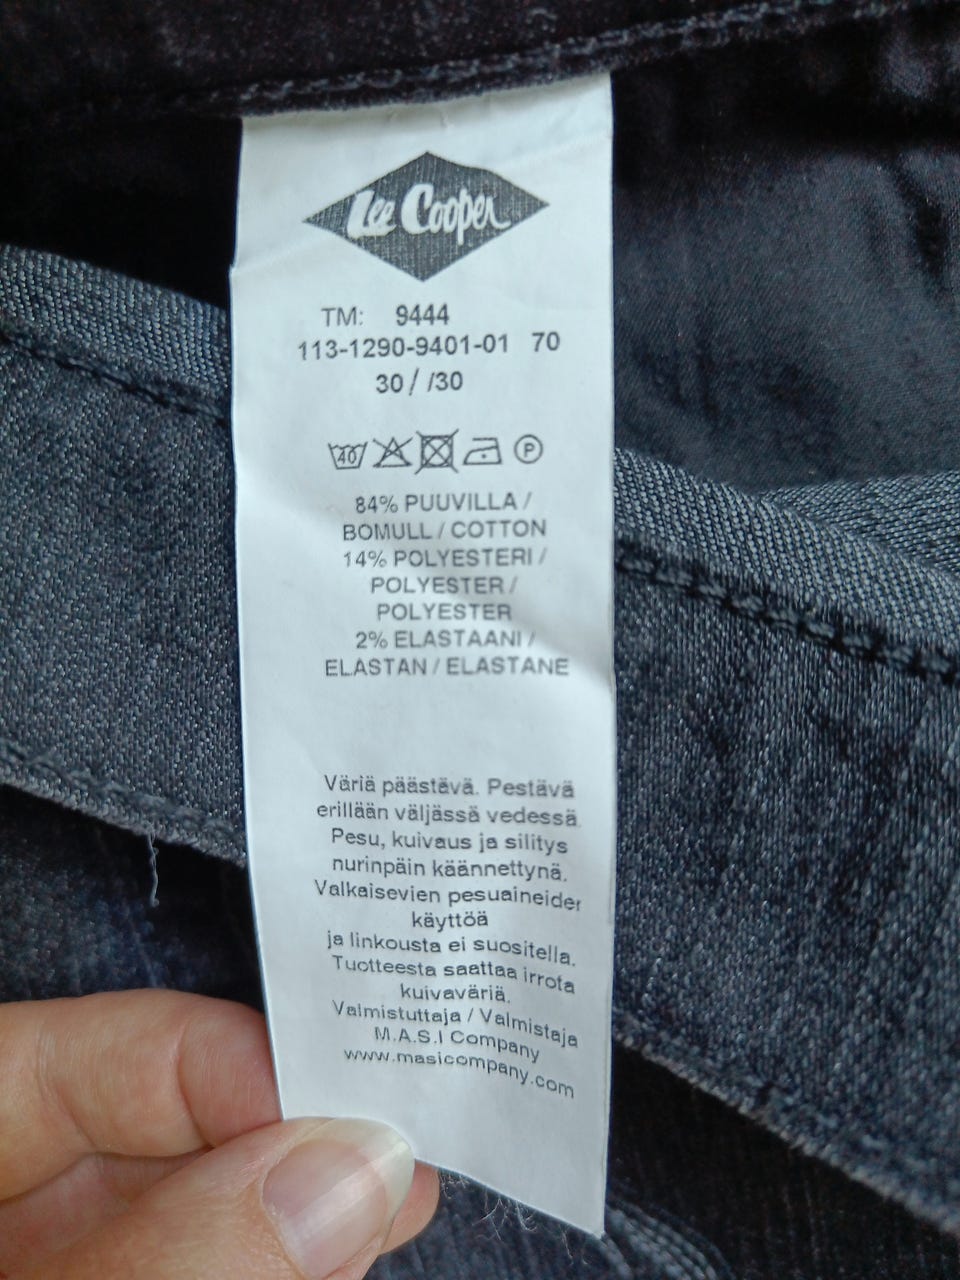 Lee Cooper
TM: 9444
113-1290-9401-01 70
30 / /30
40 P
84% PUUVILLA /
BOMULL / COTTON
14% POLYESTERI /
POLYESTER /
POLYESTER
2% ELASTAANI /
ELASTAN / ELASTANE
Väriä päästävä. Pestävä
erillään väljässä vedessä.
Pesu, kuivaus ja silitys
nurinpäin käännettynä.
Valkaisevien pesuaineider
käyttöä
ja linkousta ei suositella.
Tuotteesta saattaa irrota
kuivaväriä.
Valmistuttaja / Valmistaja
M.A.S.I Company
www.masicompany.com